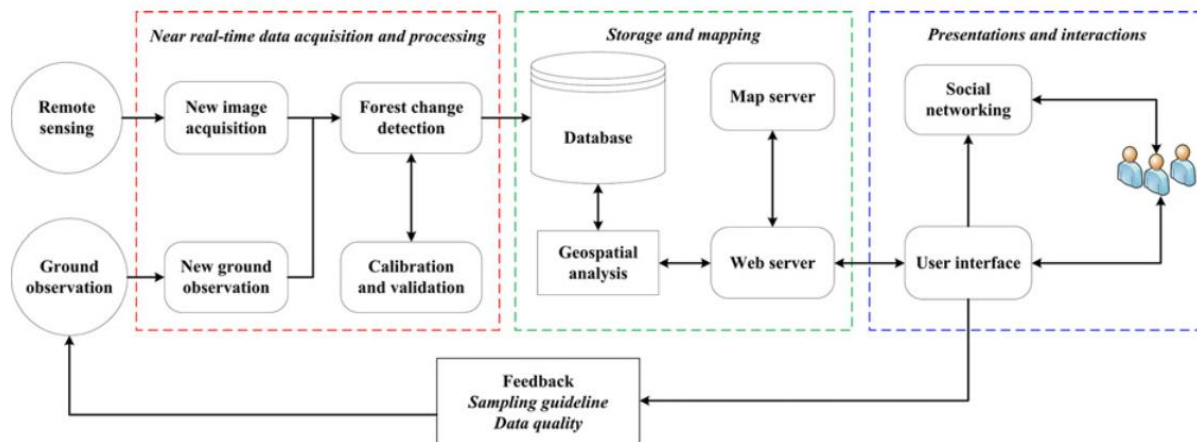 Near real-time data acquisition and processing
Storage and mapping
Presentations and interactions
Remote
sensing
New image
acquisition
Forest change
detection
Database
Map server
Social
networking
Ground
observation
New ground
observation
Calibration
and validation
Geospatial
analysis
Web server
User interface
Feedback
Sampling guideline
Data quality